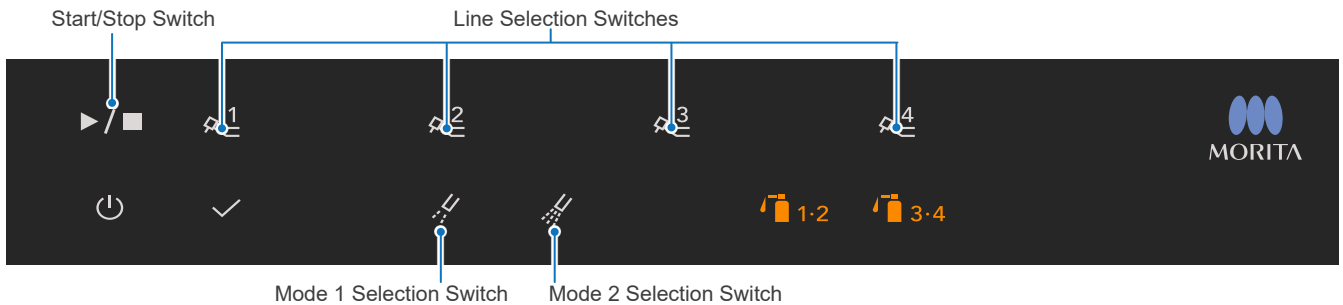 Start/Stop Switch
Line Selection Switches
1
2
3
4
MORITA
1·2
3·4
Mode 1 Selection Switch
Mode 2 Selection Switch